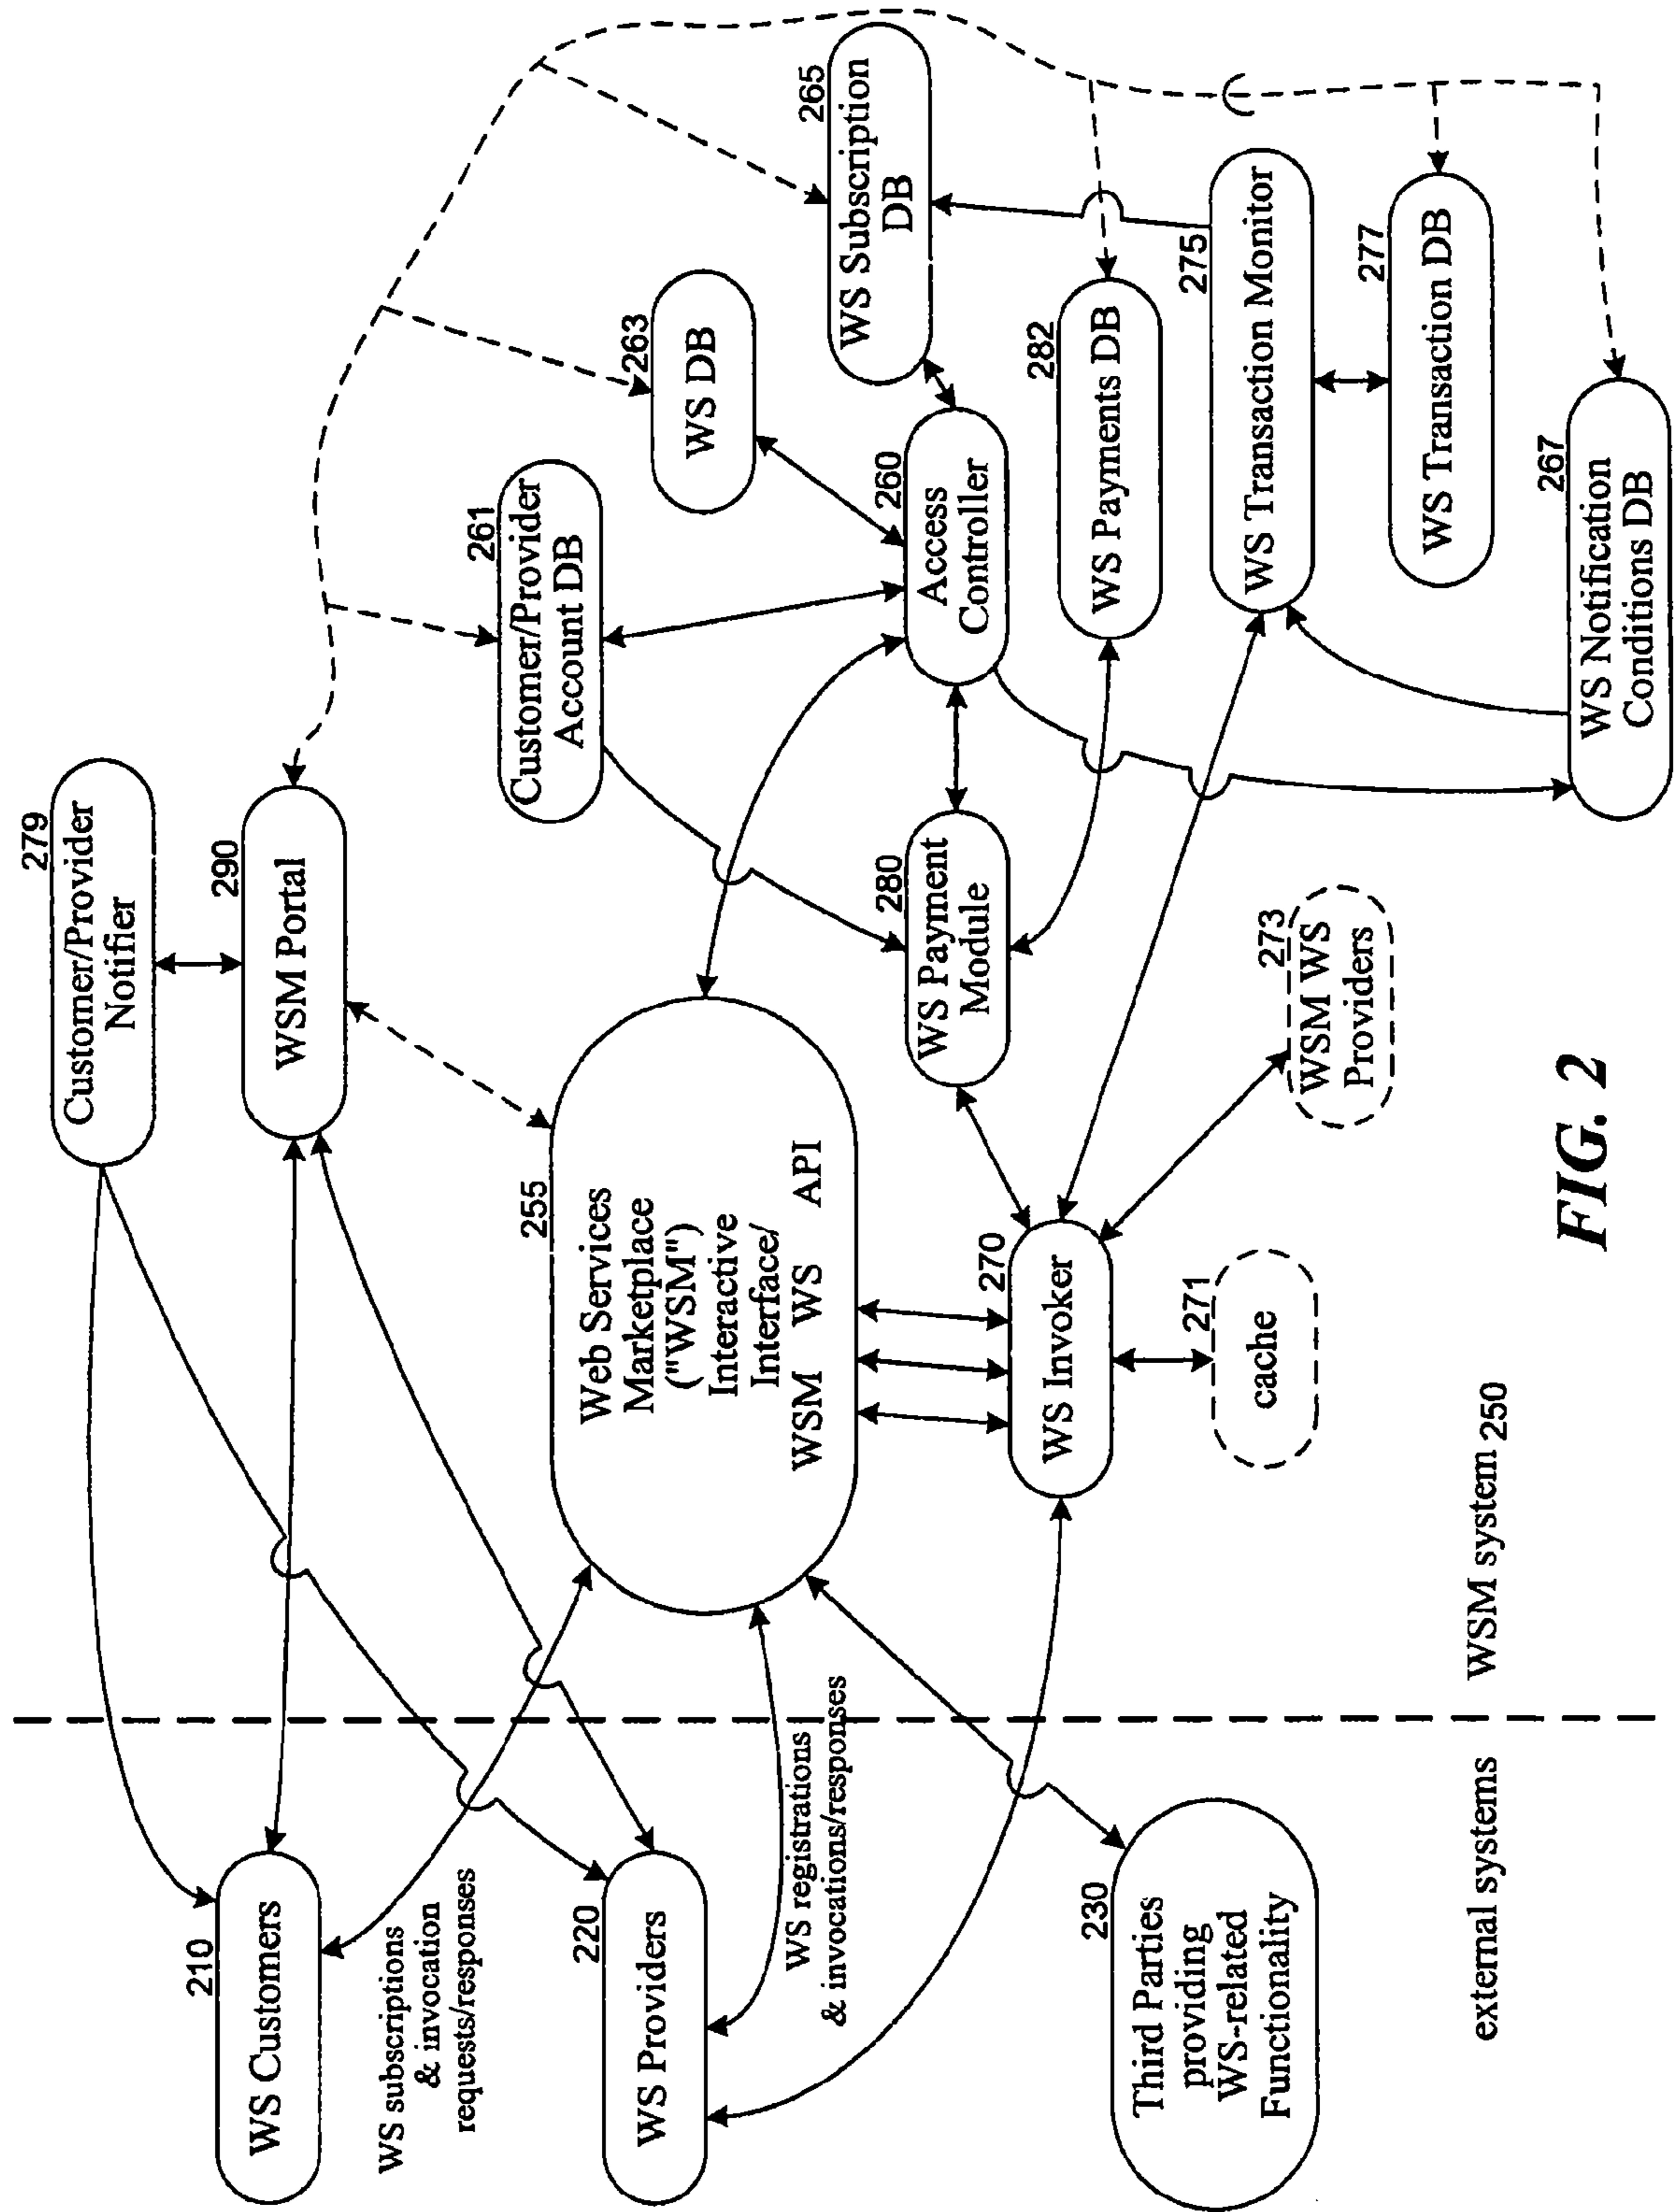 279
Customer/Provider
Notifier
210
WS Customers
290
WSM Portal
WS subscriptions
& invocation
requests/responses
261
Customer/Provider
Account DB
255
Web Services
Marketplace
("WSM")
Interactive
Interface/
WSM WS API
220
WS Providers
263
WS DB
WS registrations
& invocations/responses
265
WS Subscription
DB
280
WS Payment
Module
260
Access
Controller
270
WS Invoker
282
WS Payments DB
230
Third Parties
providing
WS-related
Functionality
271
cache
273
WSM WS
Providers
275
WS Transaction Monitor
277
WS Transaction DB
267
WS Notification
Conditions DB
external systems
WSM system 250
FIG. 2